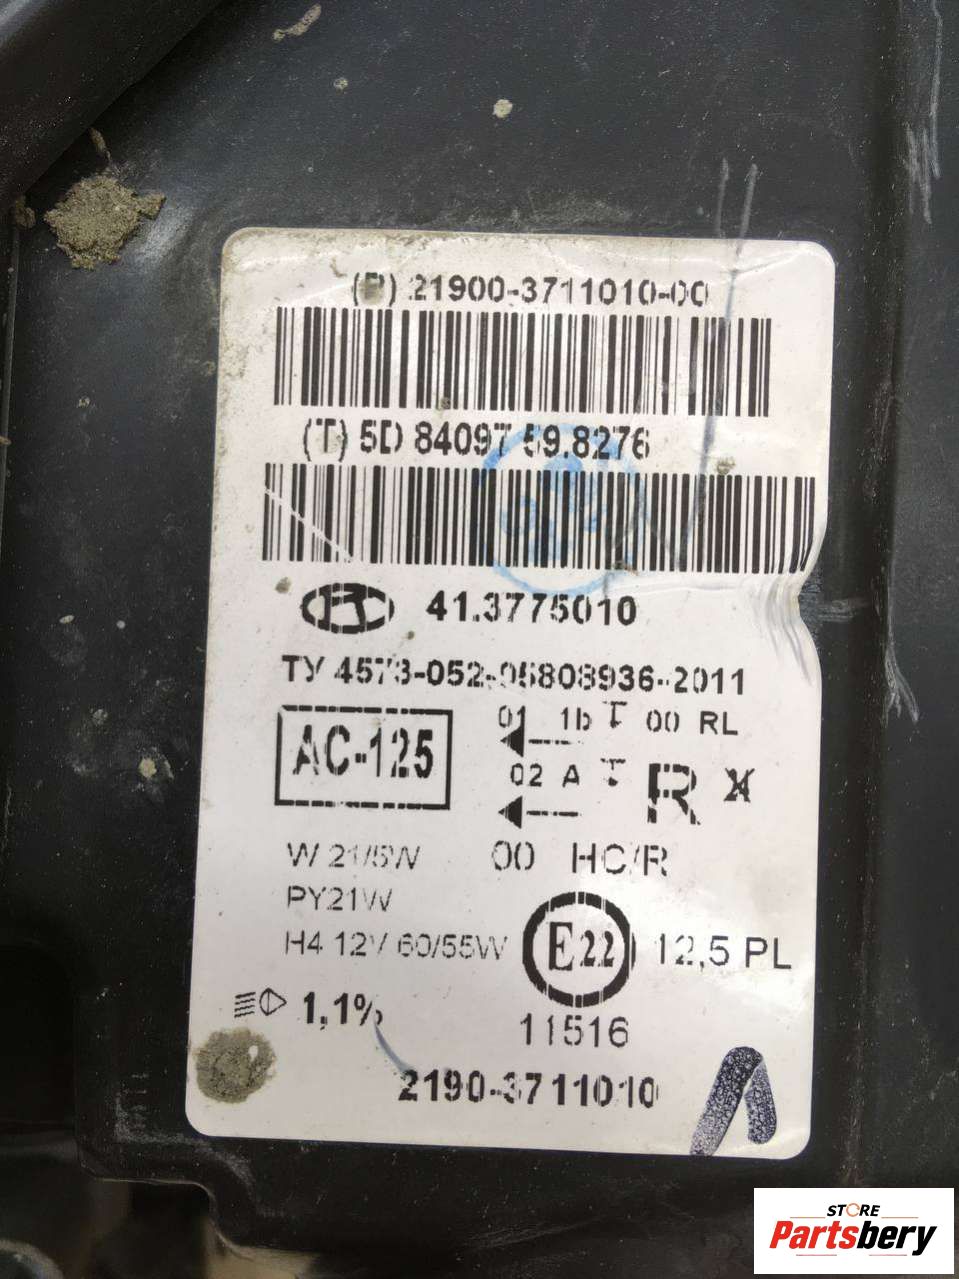 (P) 21900-3711010-00
(T) 5D 84097 59.8276
41.3775010
ТУ 4573-052-05808936-2011
AC-125
01 1b T 00 RL
02 A T R
W 21/5W 00 HC/R
PY21W
H4 12V 60/55W E22 12,5 PL
1,1%
11516
2190-3711010
STORE
Partsbery